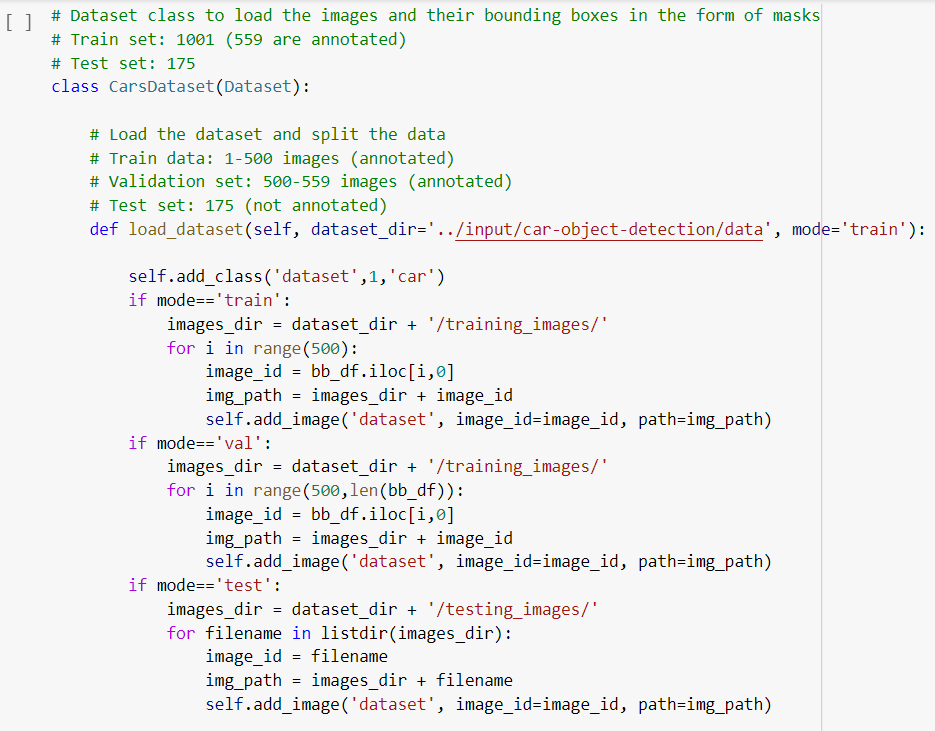 [ ] # Dataset class to load the images and their bounding boxes in the form of masks
# Train set: 1001 (559 are annotated)
# Test set: 175
class CarsDataset(Dataset):
# Load the dataset and split the data
# Train data: 1-500 images (annotated)
# Validation set: 500-559 images (annotated)
# Test set: 175 (not annotated)
def load_dataset(self, dataset_dir='../input/car-object-detection/data', mode='train'):
self.add_class('dataset',1,'car')
if mode=='train':
images_dir = dataset_dir + '/training_images/'
for i in range(500):
image_id = bb_df.iloc[i,0]
img_path = images_dir + image_id
self.add_image('dataset', image_id=image_id, path=img_path)
if mode=='val':
images_dir = dataset_dir + '/training_images/'
for i in range(500,len(bb_df)):
image_id = bb_df.iloc[i,0]
img_path = images_dir + image_id
self.add_image('dataset', image_id=image_id, path=img_path)
if mode=='test':
images_dir = dataset_dir + '/testing_images/'
for filename in listdir(images_dir):
image_id = filename
img_path = images_dir + filename
self.add_image('dataset', image_id=image_id, path=img_path)